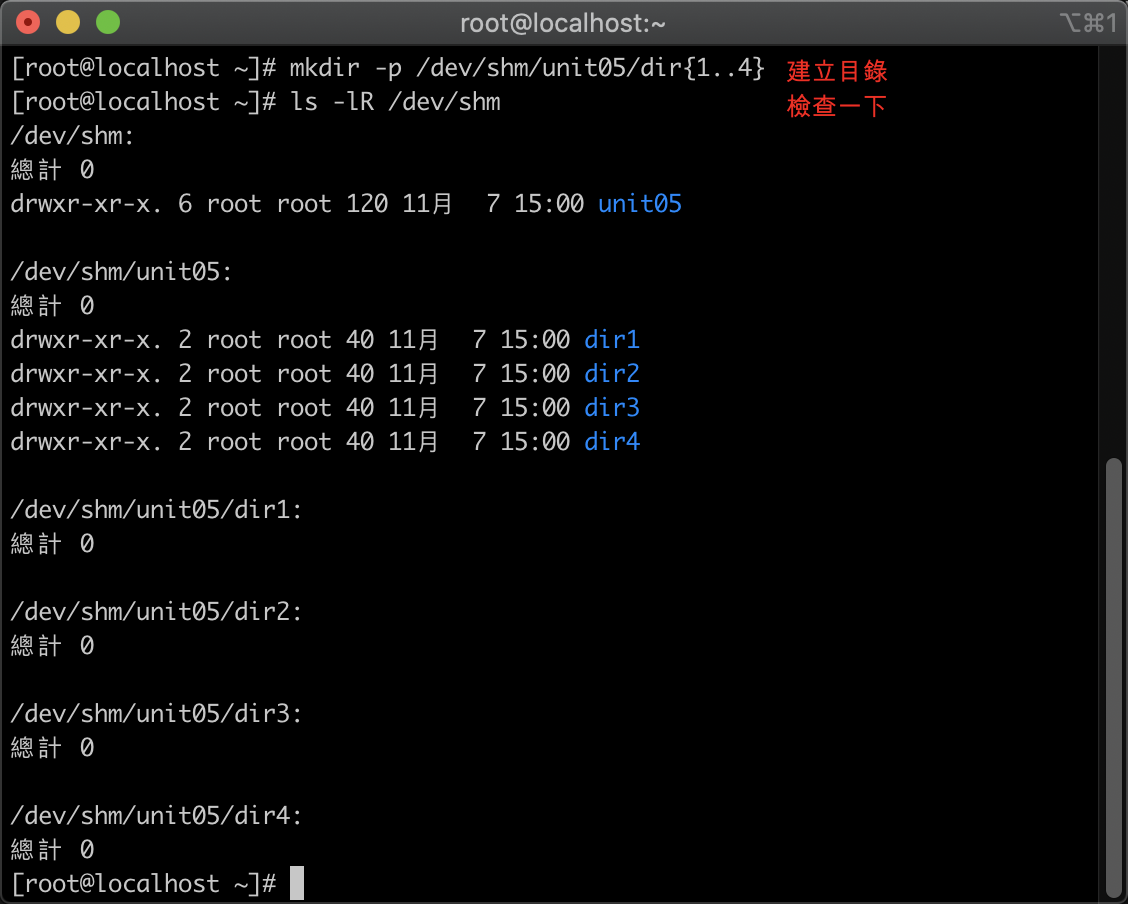 root@localhost:~ ⌥⌘1
[root@localhost ~]# mkdir -p /dev/shm/unit05/dir{1..4} 建立目錄
[root@localhost ~]# ls -lR /dev/shm 檢查一下
/dev/shm:
總計 0
drwxr-xr-x. 6 root root 120 11月  7 15:00 unit05
/dev/shm/unit05:
總計 0
drwxr-xr-x. 2 root root 40 11月  7 15:00 dir1
drwxr-xr-x. 2 root root 40 11月  7 15:00 dir2
drwxr-xr-x. 2 root root 40 11月  7 15:00 dir3
drwxr-xr-x. 2 root root 40 11月  7 15:00 dir4
/dev/shm/unit05/dir1:
總計 0
/dev/shm/unit05/dir2:
總計 0
/dev/shm/unit05/dir3:
總計 0
/dev/shm/unit05/dir4:
總計 0
[root@localhost ~]#